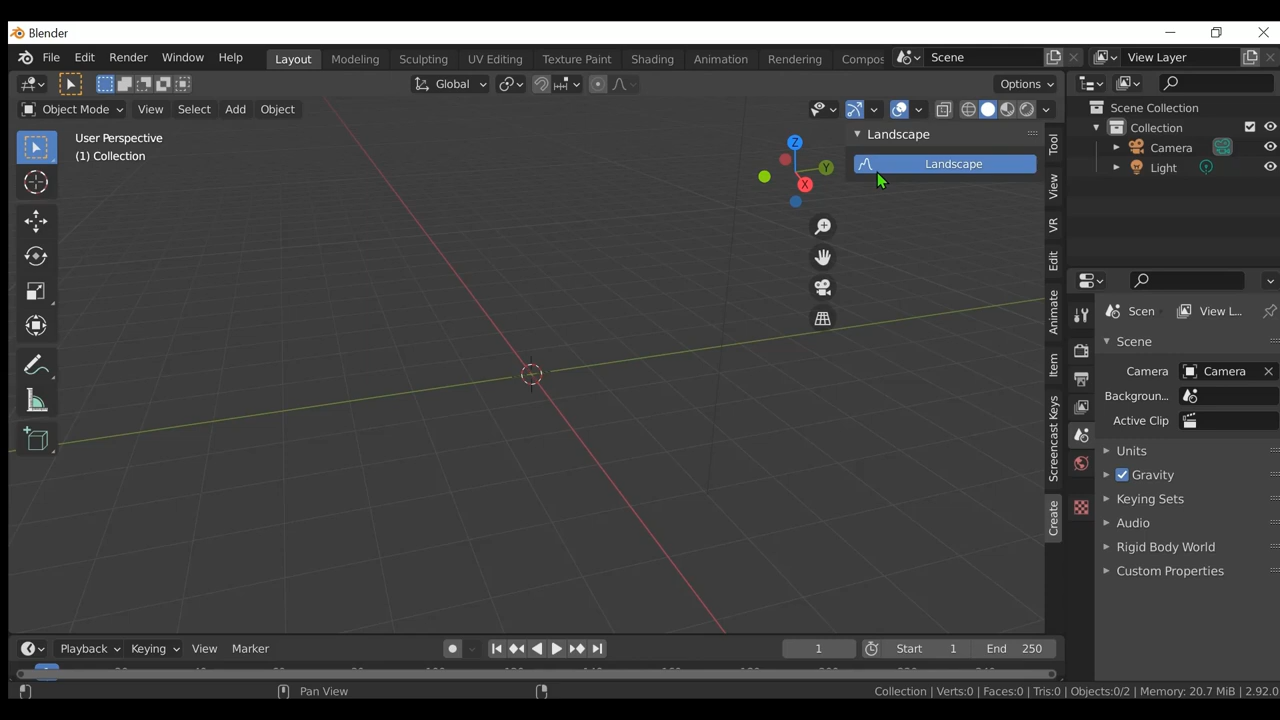 Blender
File Edit Render Window Help Layout Modeling Sculpting UV Editing Texture Paint Shading Animation Rendering Compos Scene View Layer
Global Options
Object Mode View Select Add Object
User Perspective
(1) Collection
Z
Y
X
Landscape
Landscape
Tool
View
VR
Edit
Animate
Item
Screencast Keys
Create
Scene Collection
Collection
Camera
Light
Scen View L...
Scene
Camera Camera
Backgroun...
Active Clip
Units
Gravity
Keying Sets
Audio
Rigid Body World
Custom Properties
Playback Keying View Marker 1 Start 1 End 250
Pan View
Collection | Verts:0 | Faces:0 | Tris:0 | Objects:0/2 | Memory: 20.7 MiB | 2.92.0